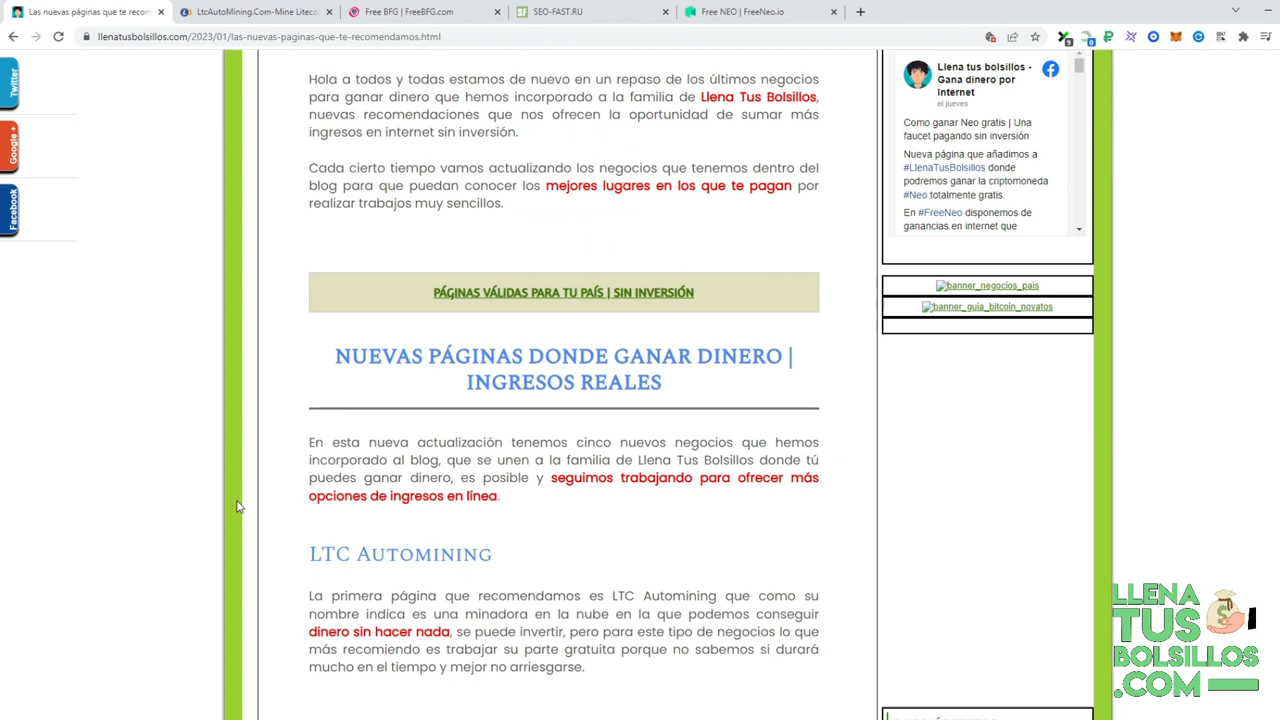 Las nuevas páginas que te recom
LtcAutoMining.Com-Mine Litecc
Free BFG | FreeBFG.com
SEO-FAST.RU
Free NEO | FreeNeo.io
llenatusbolsillos.com/2023/01/las-nuevas-paginas-que-te-recomendamos.html
Twitter
Google +
Facebook
Hola a todos y todas estamos de nuevo en un repaso de los últimos negocios
para ganar dinero que hemos incorporado a la familia de Llena Tus Bolsillos,
nuevas recomendaciones que nos ofrecen la oportunidad de sumar más
ingresos en internet sin inversión.
Cada cierto tiempo vamos actualizando los negocios que tenemos dentro del
blog para que puedan conocer los mejores lugares en los que te pagan por
realizar trabajos muy sencillos.
PÁGINAS VÁLIDAS PARA TU PAÍS | SIN INVERSIÓN
NUEVAS PÁGINAS DONDE GANAR DINERO |
INGRESOS REALES
En esta nueva actualización tenemos cinco nuevos negocios que hemos
incorporado al blog, que se unen a la familia de Llena Tus Bolsillos donde tú
puedes ganar dinero, es posible y seguimos trabajando para ofrecer más
opciones de ingresos en línea.
LTC Automining
La primera página que recomendamos es LTC Automining que como su
nombre indica es una minadora en la nube en la que podemos conseguir
dinero sin hacer nada, se puede invertir, pero para este tipo de negocios lo que
más recomiendo es trabajar su parte gratuita porque no sabemos si durará
mucho en el tiempo y mejor no arriesgarse.
Llena tus bolsillos -
Gana dinero por
Internet
el jueves
Como ganar Neo gratis | Una
faucet pagando sin inversión
Nueva página que añadimos a
#LlenaTusBolsillos donde
podremos ganar la criptomoneda
#Neo totalmente gratis.
En #FreeNeo disponemos de
ganancias en internet que
banner_negocios_pais
banner_guia_bitcoin_novatos
LLENA
TUS
BOLSILLOS
.COM